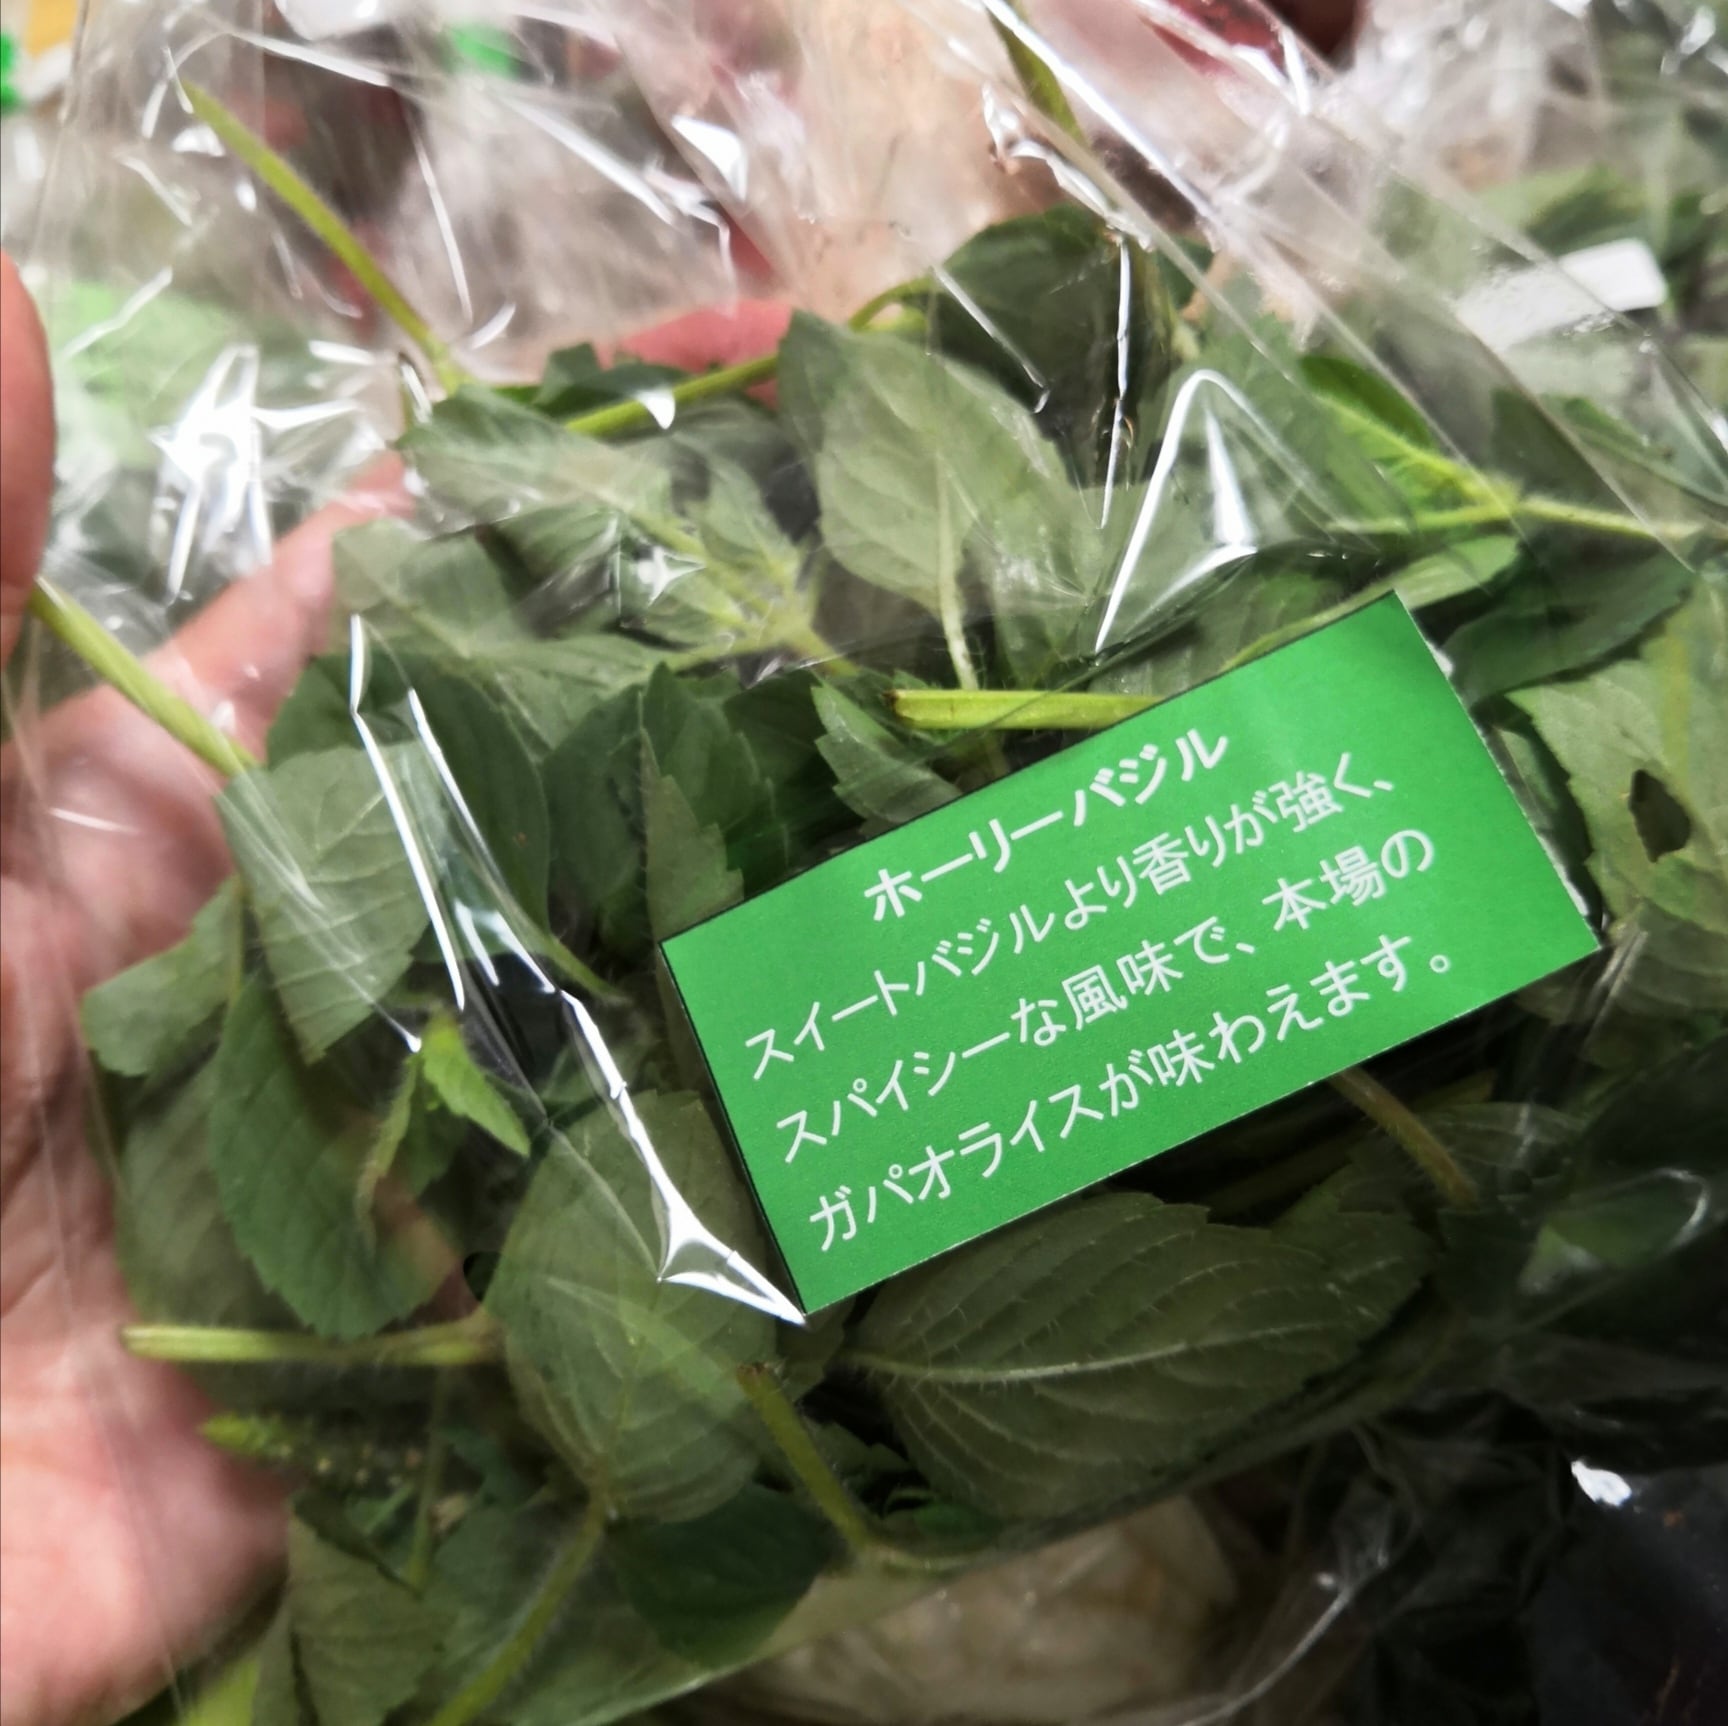 ホーリーバジル
スイートバジルより香りが強く、
スパイシーな風味で、本場の
ガパオライスが味わえます。